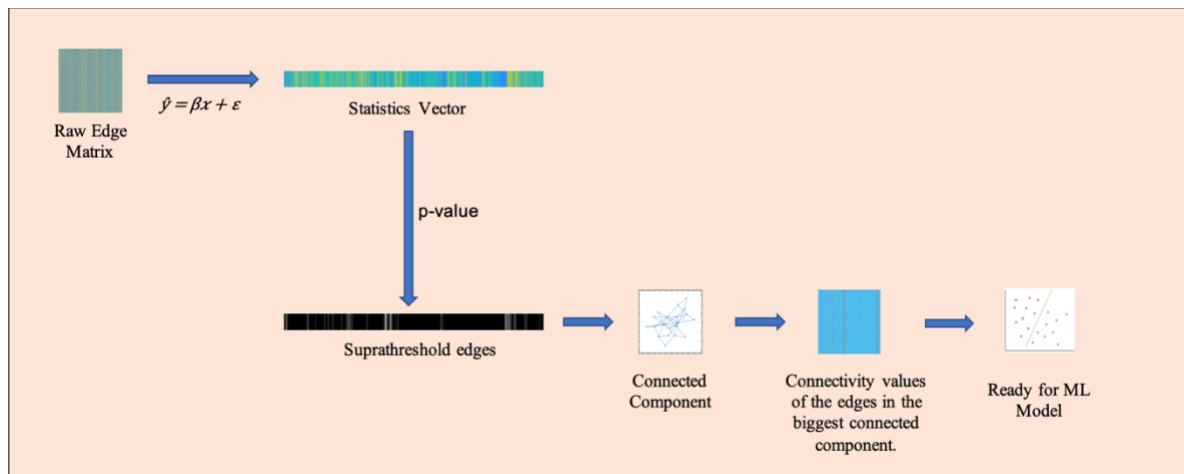 ŷ = βx + ε
Raw Edge
Matrix
Statistics Vector
p-value
Suprathreshold edges
Connected
Component
Connectivity values
of the edges in the
biggest connected
component.
Ready for ML
Model